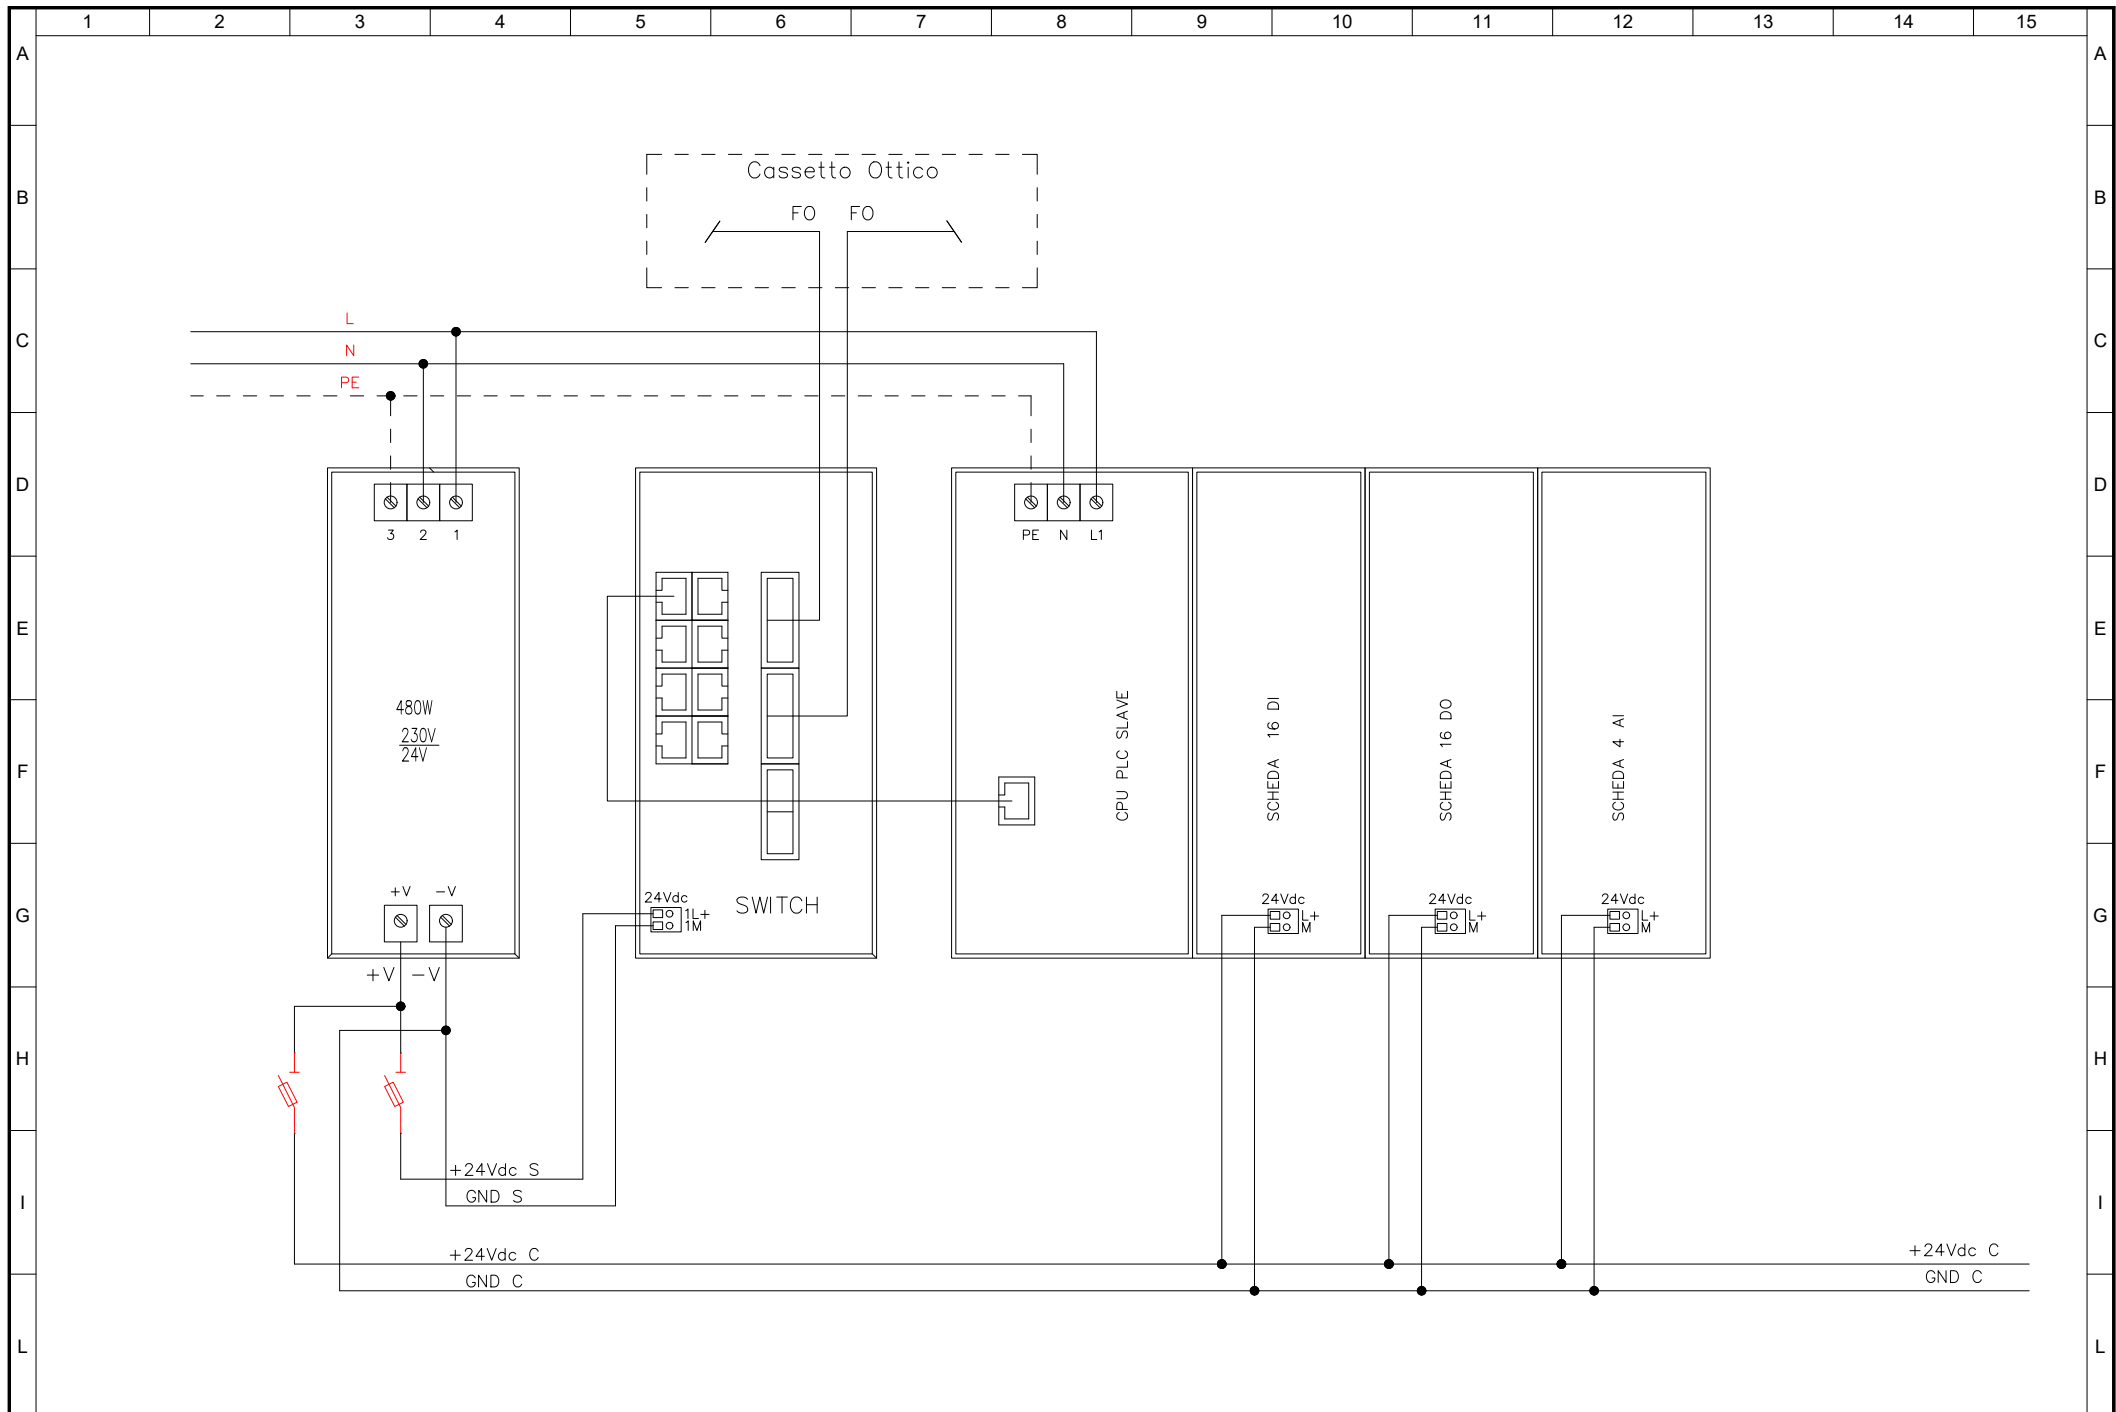 1 2 3 4 5 6 7 8 9 10 11 12 13 14 15
A A
B B
Cassetto Ottico
FO FO
L
C C
N
PE
D D
3 2 1
PE N L1
E E
480W
230V
24V
F F
CPU PLC SLAVE
SCHEDA 16 DI
SCHEDA 16 DO
SCHEDA 4 AI
+V -V
24Vdc
1L+
1M
SWITCH
24Vdc
L+
M
24Vdc
L+
M
24Vdc
L+
M
G G
+V -V
H H
+24Vdc S
GND S
I I
+24Vdc C
GND C
+24Vdc C
GND C
L L